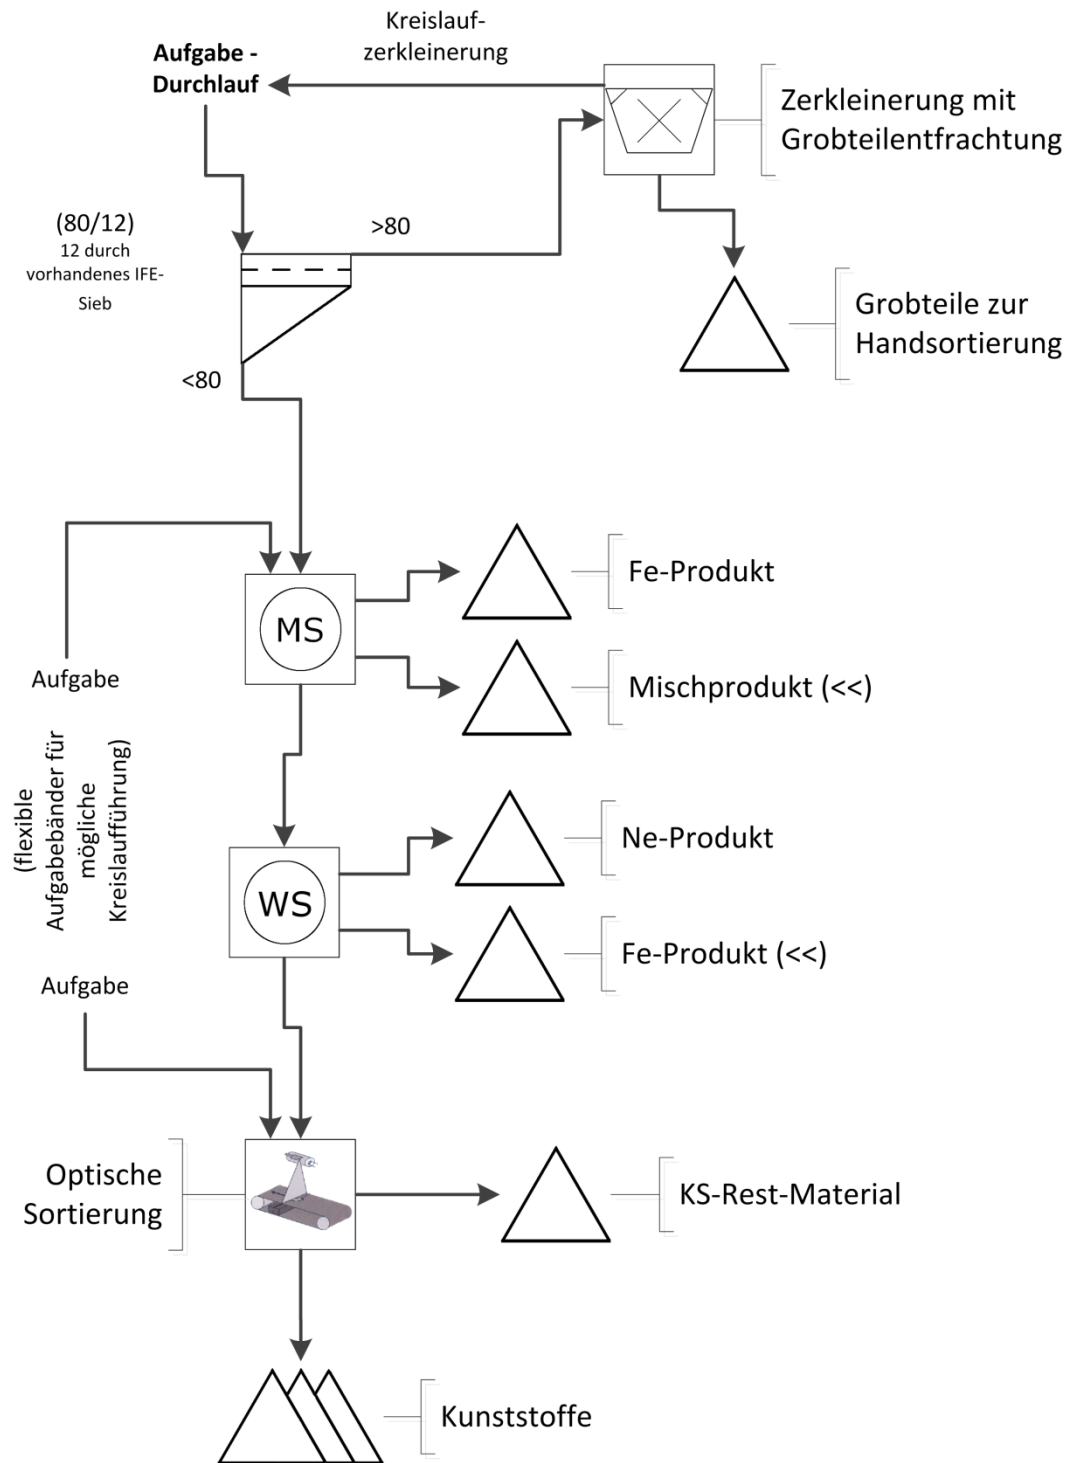 Kreislauf-
zerkleinerung
Aufgabe -
Durchlauf
Zerkleinerung mit
Grobteilentfrachtung
(80/12)
12 durch
vorhandenes IFE-
Sieb
>80
Grobteile zur
Handsortierung
<80
Fe-Produkt
MS
Mischprodukt (<<)
Aufgabe
(flexible
Aufgabebänder für
mögliche
Kreislaufführung)
Ne-Produkt
WS
Fe-Produkt (<<)
Aufgabe
Optische
Sortierung
KS-Rest-Material
Kunststoffe